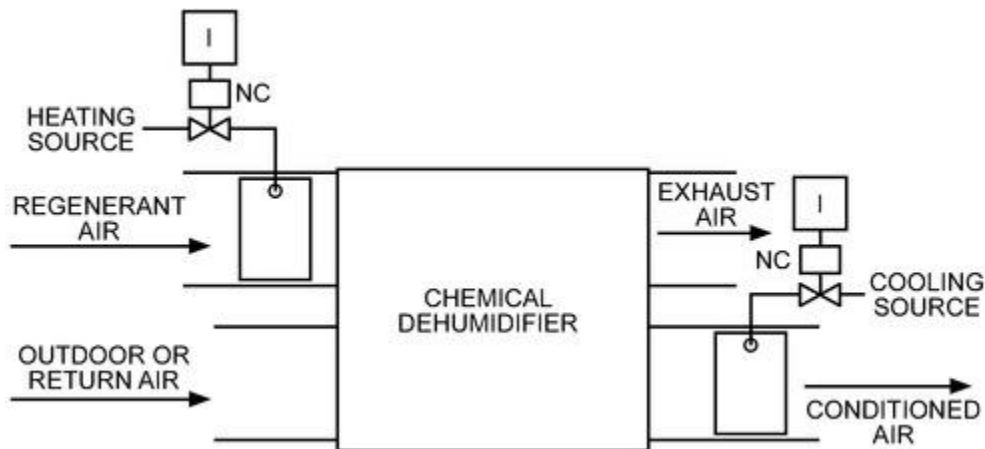 I
NC
HEATING
SOURCE
REGENERANT
AIR
EXHAUST
AIR
I
NC
COOLING
SOURCE
CHEMICAL
DEHUMIDIFIER
OUTDOOR OR
RETURN AIR
CONDITIONED
AIR